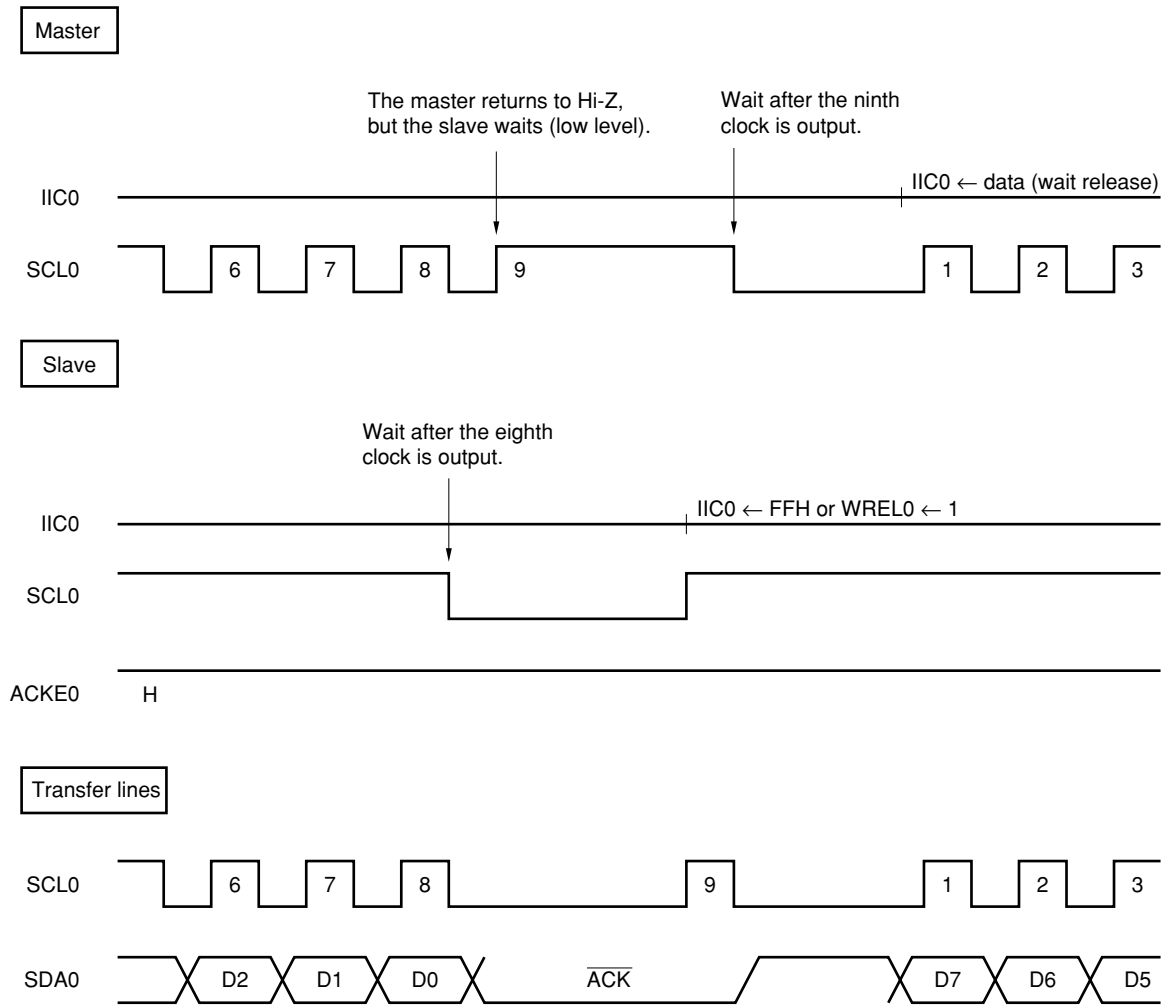 Master
The master returns to Hi-Z,
but the slave waits (low level).
Wait after the ninth
clock is output.
IIC0
IIC0 ← data (wait release)
SCL0
6 7 8 9 1 2 3
Slave
Wait after the eighth
clock is output.
IIC0
IIC0 ← FFH or WREL0 ← 1
SCL0
ACKE0 H
Transfer lines
SCL0
6 7 8 9 1 2 3
SDA0
D2 D1 D0 A̅C̅K̅ D7 D6 D5